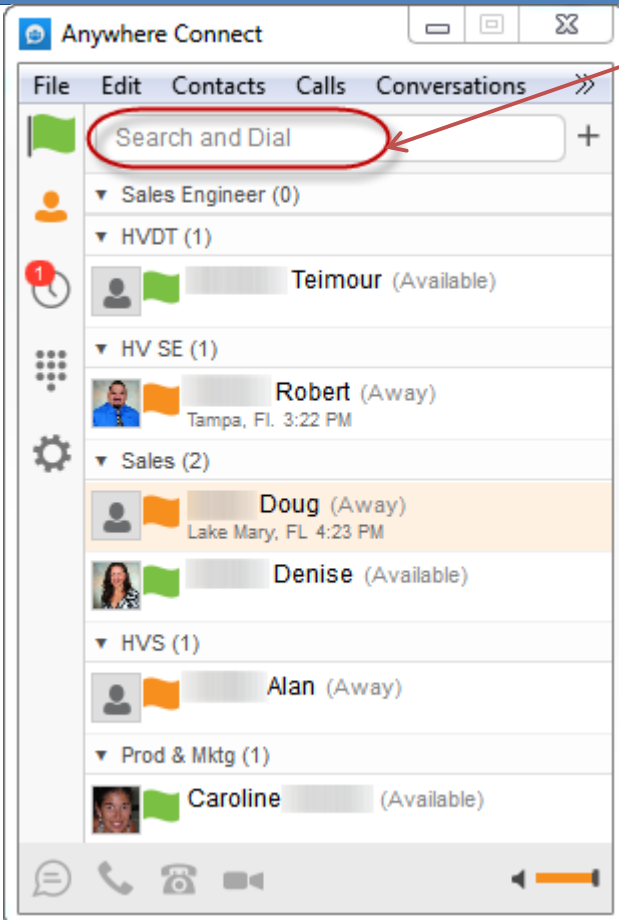 Anywhere Connect
File Edit Contacts Calls Conversations »
Search and Dial +
▼ Sales Engineer (0)
▼ HVDT (1)
Teimour (Available)
1
▼ HV SE (1)
Robert (Away)
Tampa, Fl. 3:22 PM
▼ Sales (2)
Doug (Away)
Lake Mary, FL 4:23 PM
Denise (Available)
▼ HVS (1)
Alan (Away)
▼ Prod & Mktg (1)
Caroline (Available)